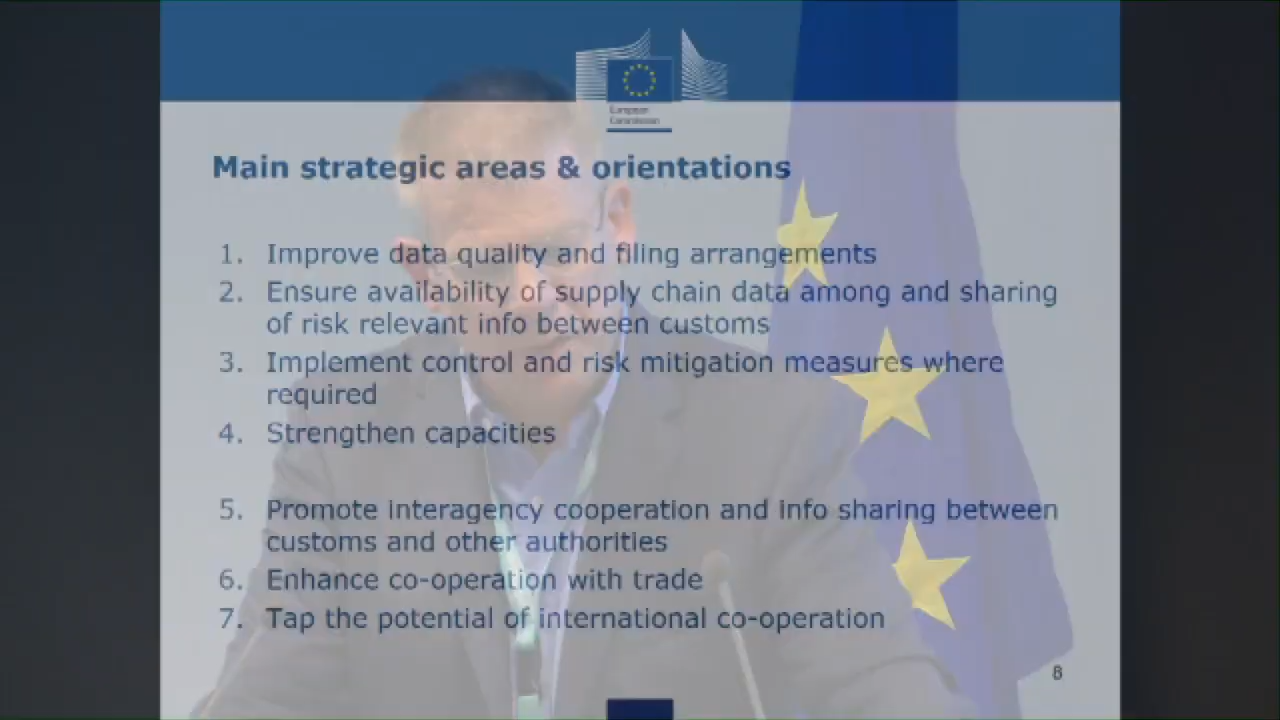 European
Commission
Main strategic areas & orientations
1. Improve data quality and filing arrangements
2. Ensure availability of supply chain data among and sharing
of risk relevant info between customs
3. Implement control and risk mitigation measures where
required
4. Strengthen capacities
5. Promote interagency cooperation and info sharing between
customs and other authorities
6. Enhance co-operation with trade
7. Tap the potential of international co-operation
8